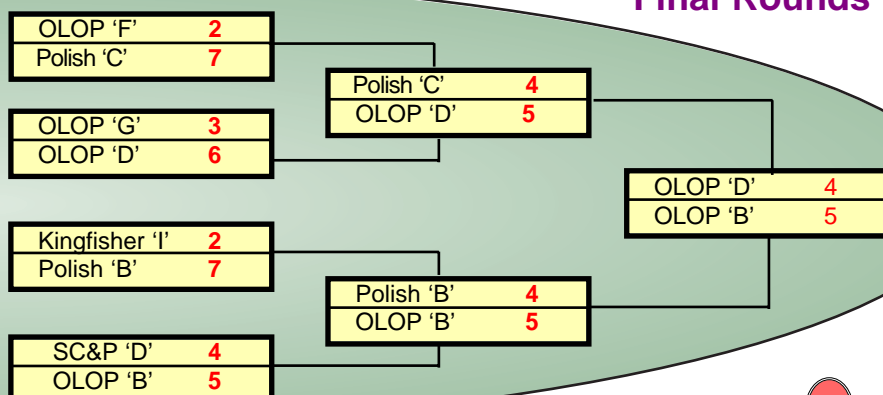 Final Rounds
OLOP ‘F’ 2
Polish ‘C’ 7
OLOP ‘G’ 3
OLOP ‘D’ 6
Kingfisher ‘I’ 2
Polish ‘B’ 7
SC&P ‘D’ 4
OLOP ‘B’ 5
Polish ‘C’ 4
OLOP ‘D’ 5
Polish ‘B’ 4
OLOP ‘B’ 5
OLOP ‘D’ 4
OLOP ‘B’ 5